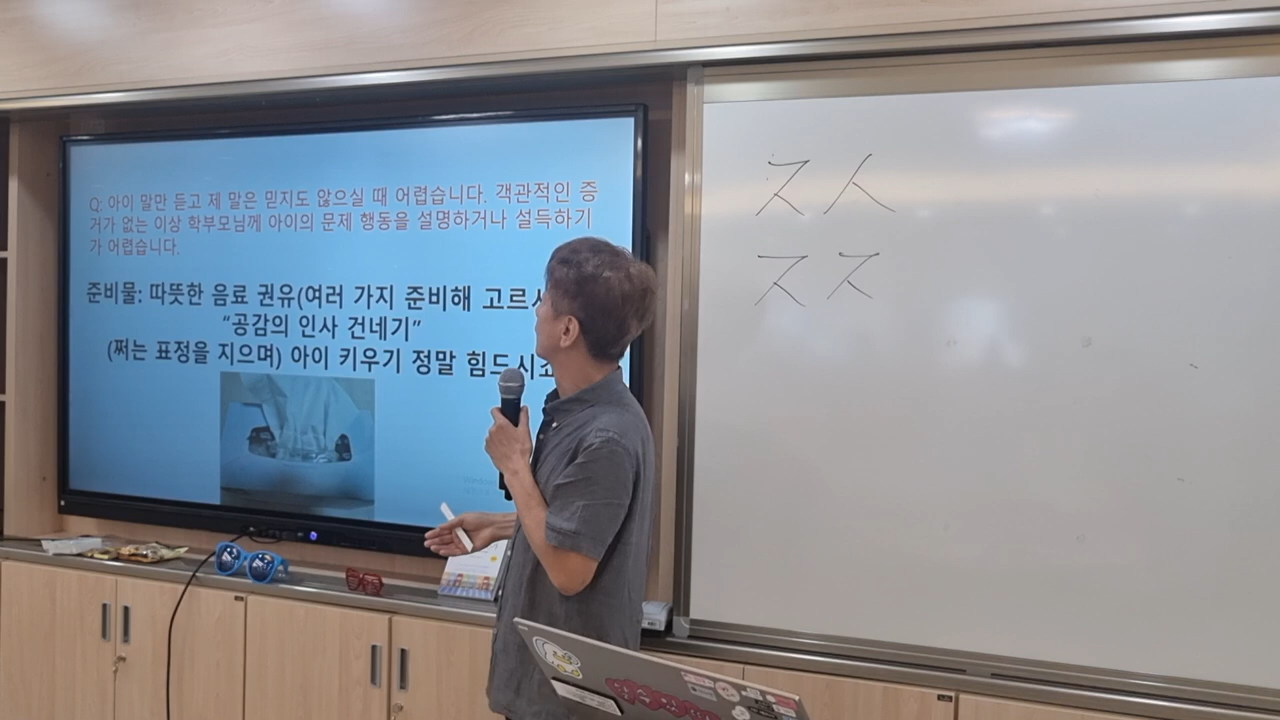 Q: 아이 말만 듣고 제 말은 믿지도 않으실 때 어렵습니다. 객관적인 증
거가 없는 이상 학부모님께 아이의 문제 행동을 설명하거나 설득하기
가 어렵습니다.
준비물: 따뜻한 음료 권유(여러 가지 준비해 고르시
“공감의 인사 건네기”
(쩌는 표정을 지으며) 아이 키우기 정말 힘드시죠
ㅈㅅ
ㅈㅈ